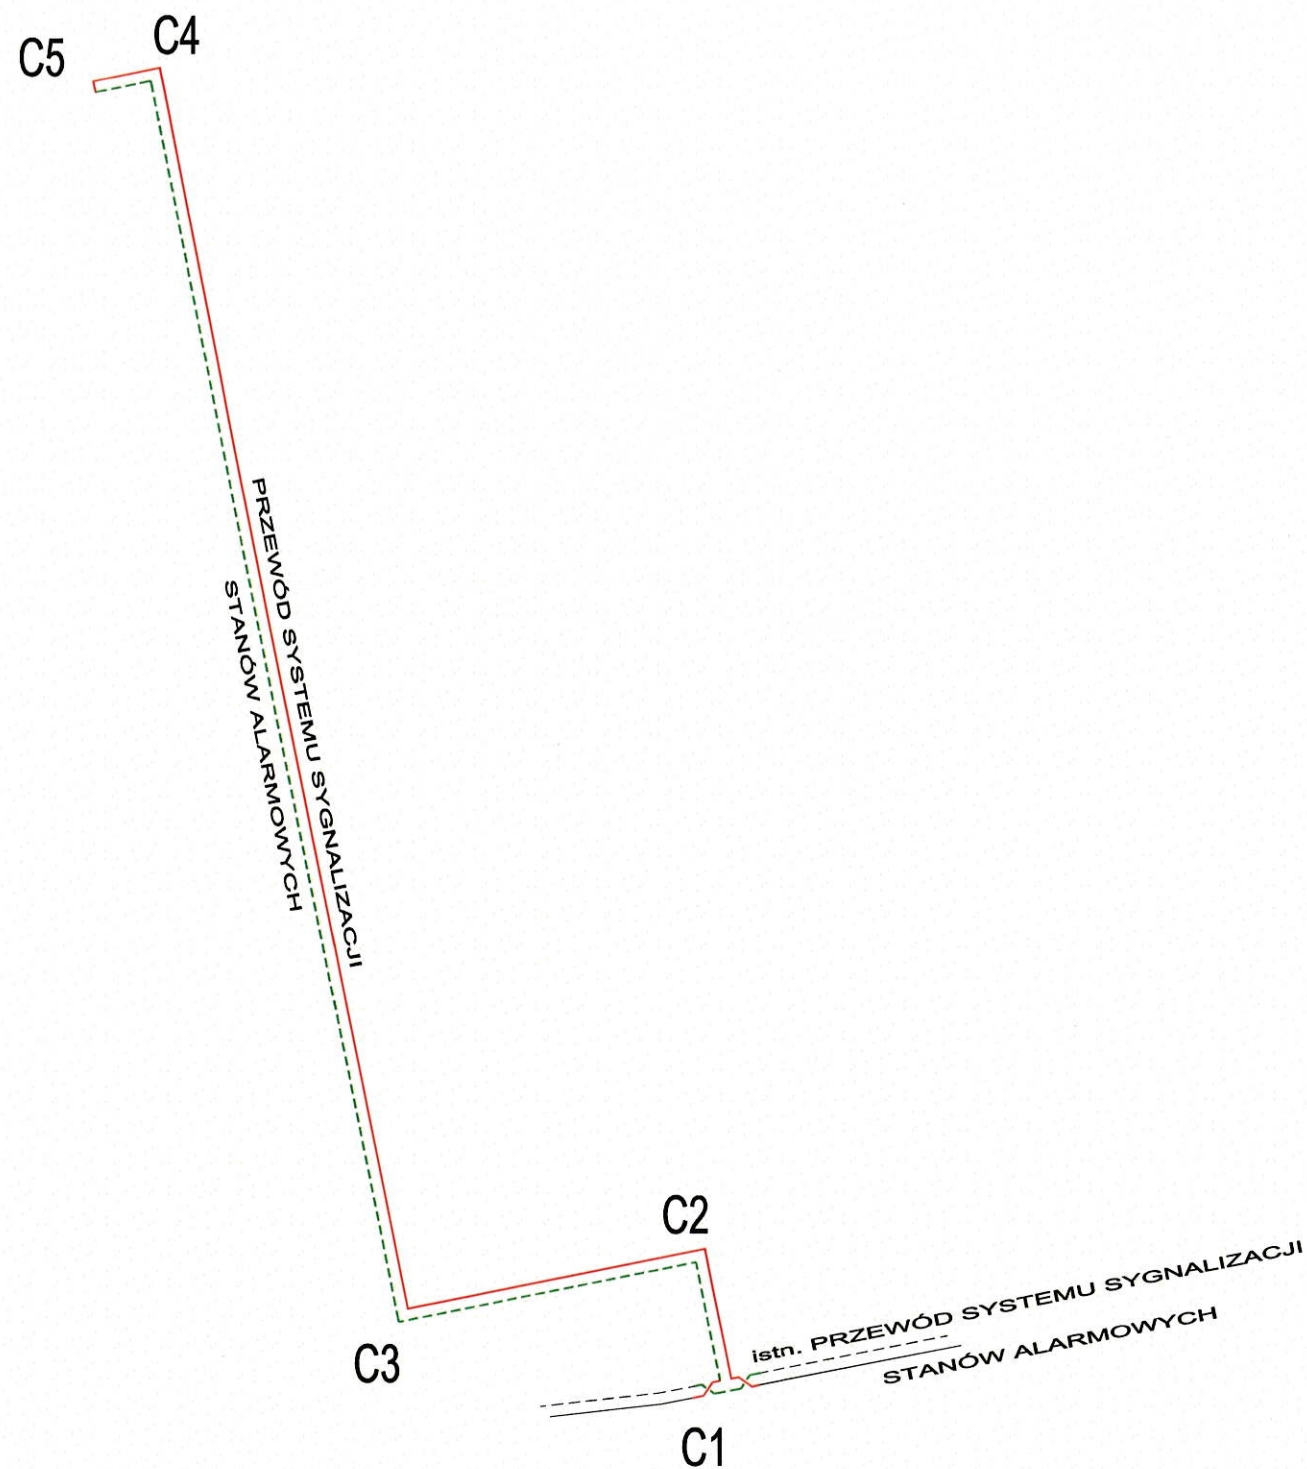 C4
C5
PRZEWÓD SYSTEMU SYGNALIZACJI
STANÓW ALARMOWYCH
C2
C3
istn. PRZEWÓD SYSTEMU SYGNALIZACJI
STANÓW ALARMOWYCH
C1